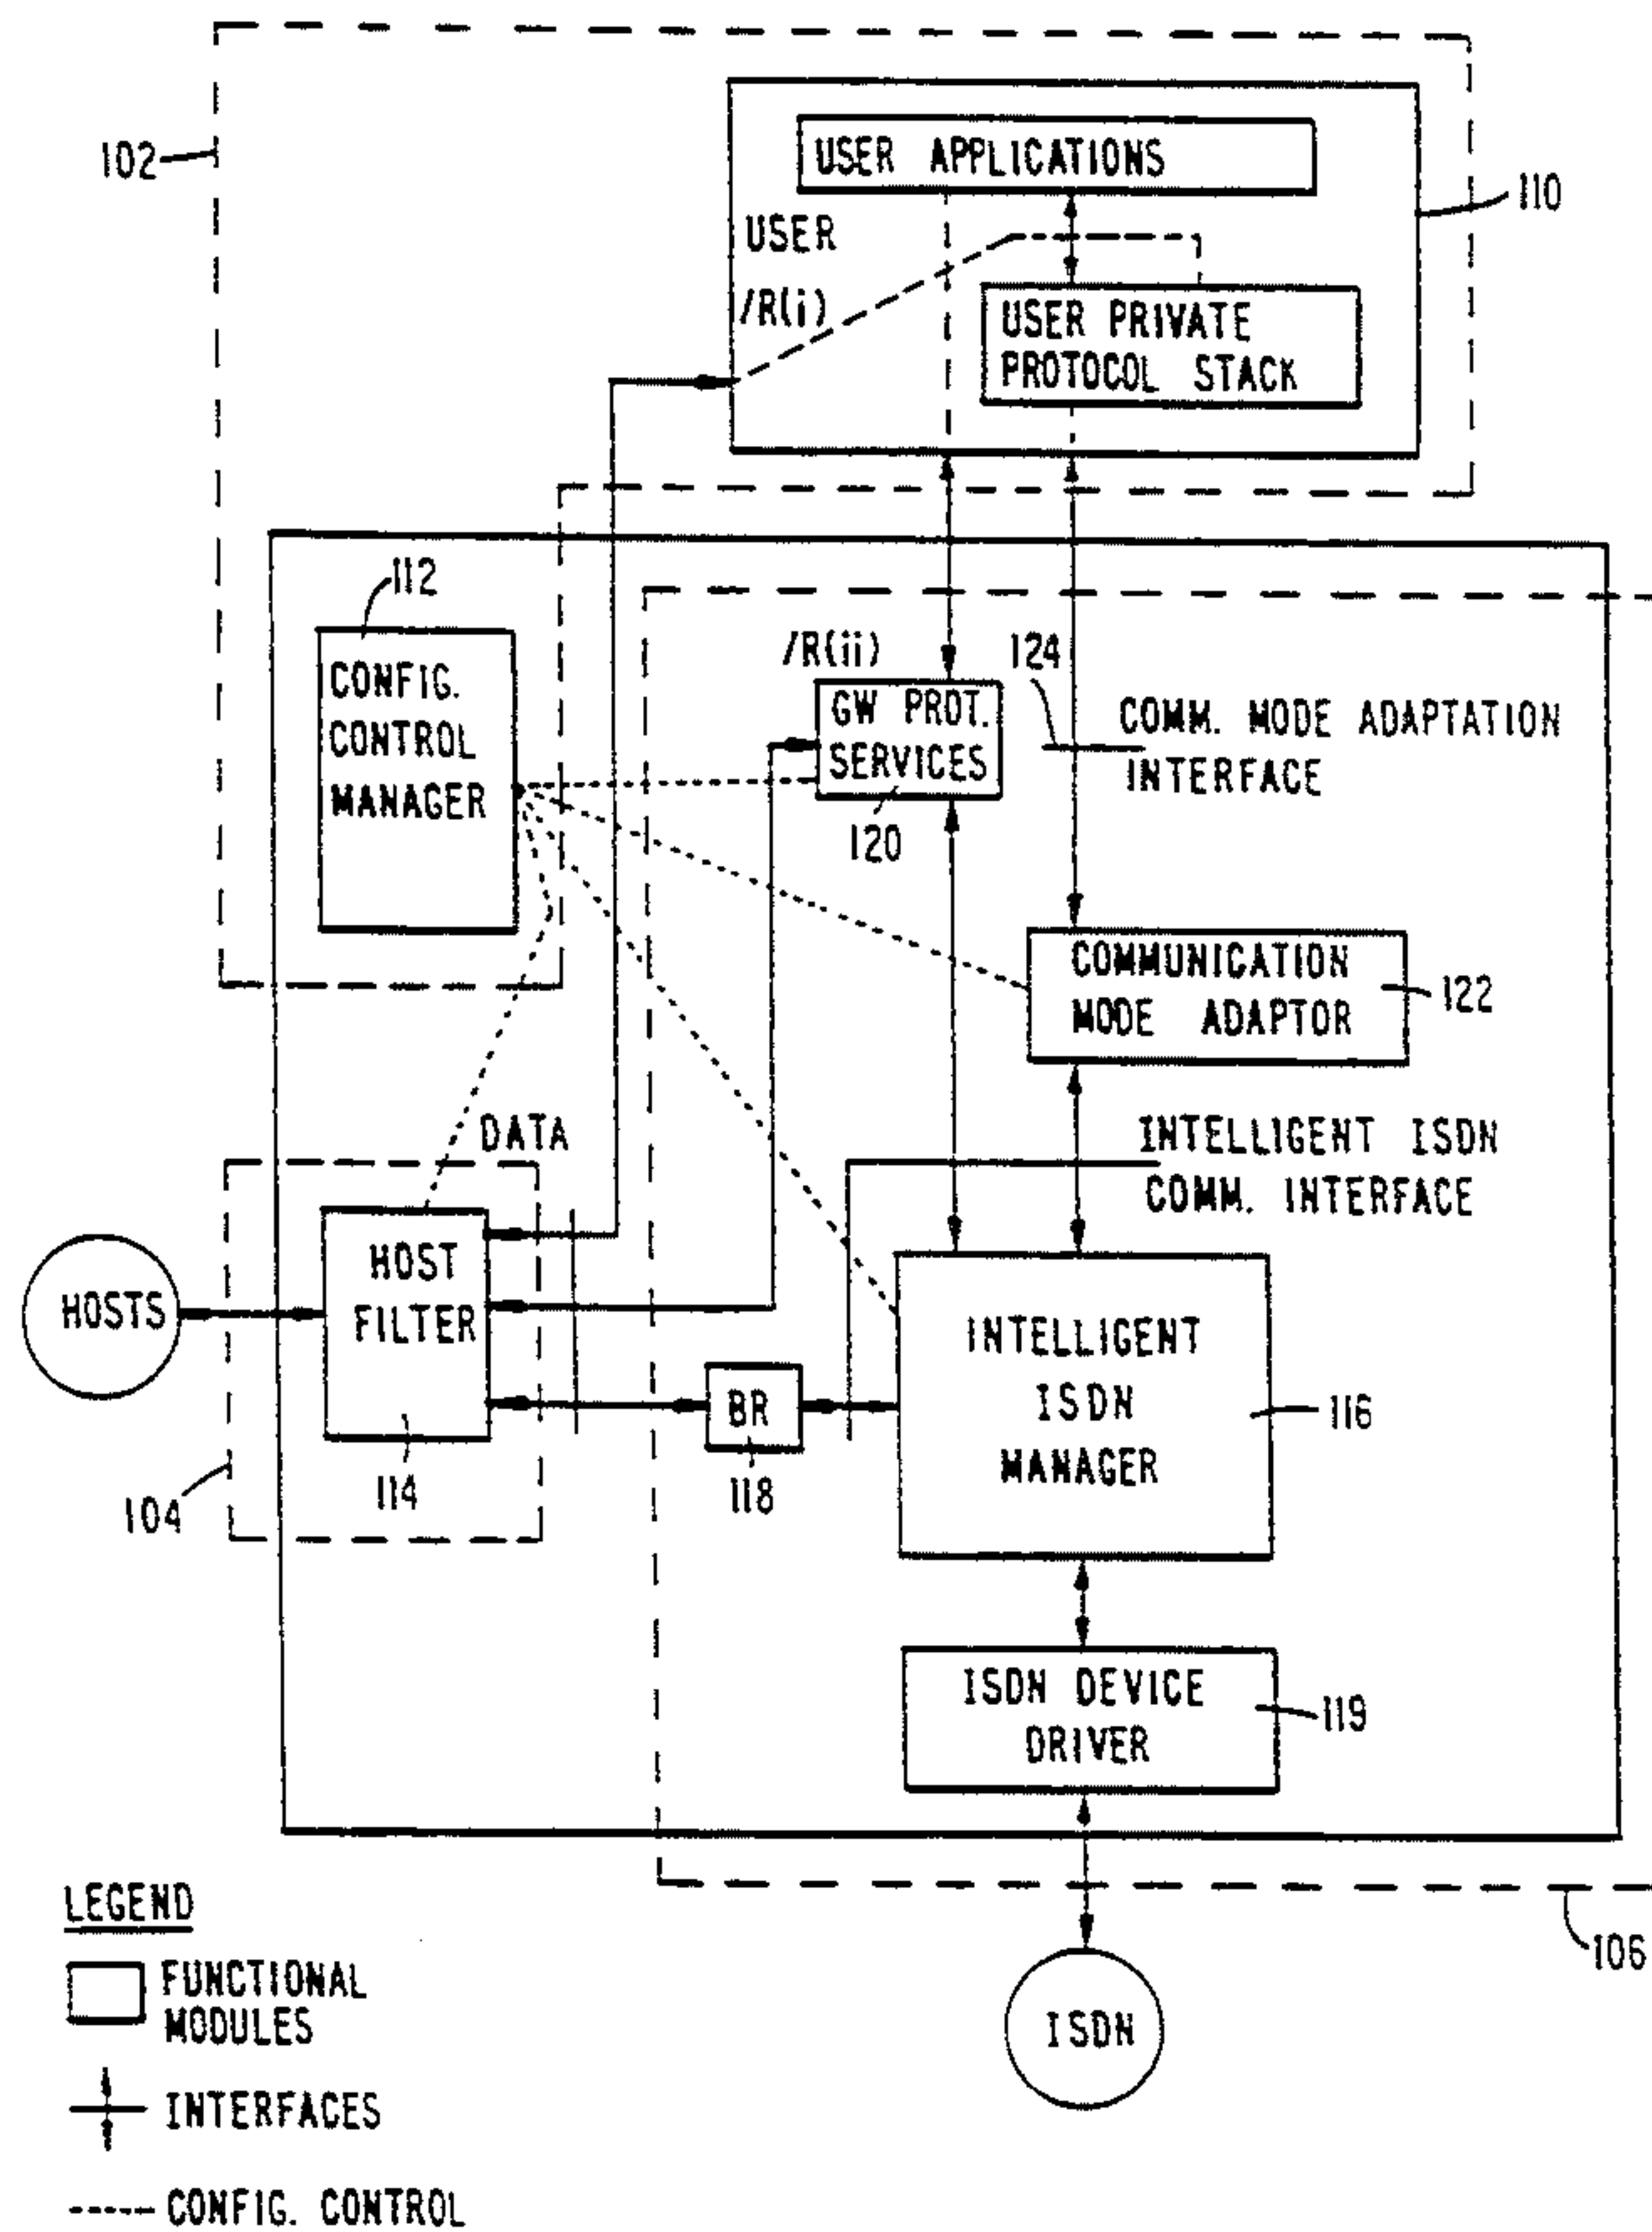 102
USER APPLICATIONS
110
USER
/R(i)
USER PRIVATE
PROTOCOL STACK
112
CONFIG.
CONTROL
MANAGER
/R(ii)
124
GW PROT.
SERVICES
120
COMM. MODE ADAPTATION
INTERFACE
COMMUNICATION
MODE ADAPTOR
122
DATA
INTELLIGENT ISDN
COMM. INTERFACE
HOSTS
HOST
FILTER
114
104
BR
118
INTELLIGENT
ISDN
MANAGER
116
ISDN DEVICE
DRIVER
119
106
ISDN
LEGEND
FUNCTIONAL
MODULES
INTERFACES
CONFIG. CONTROL